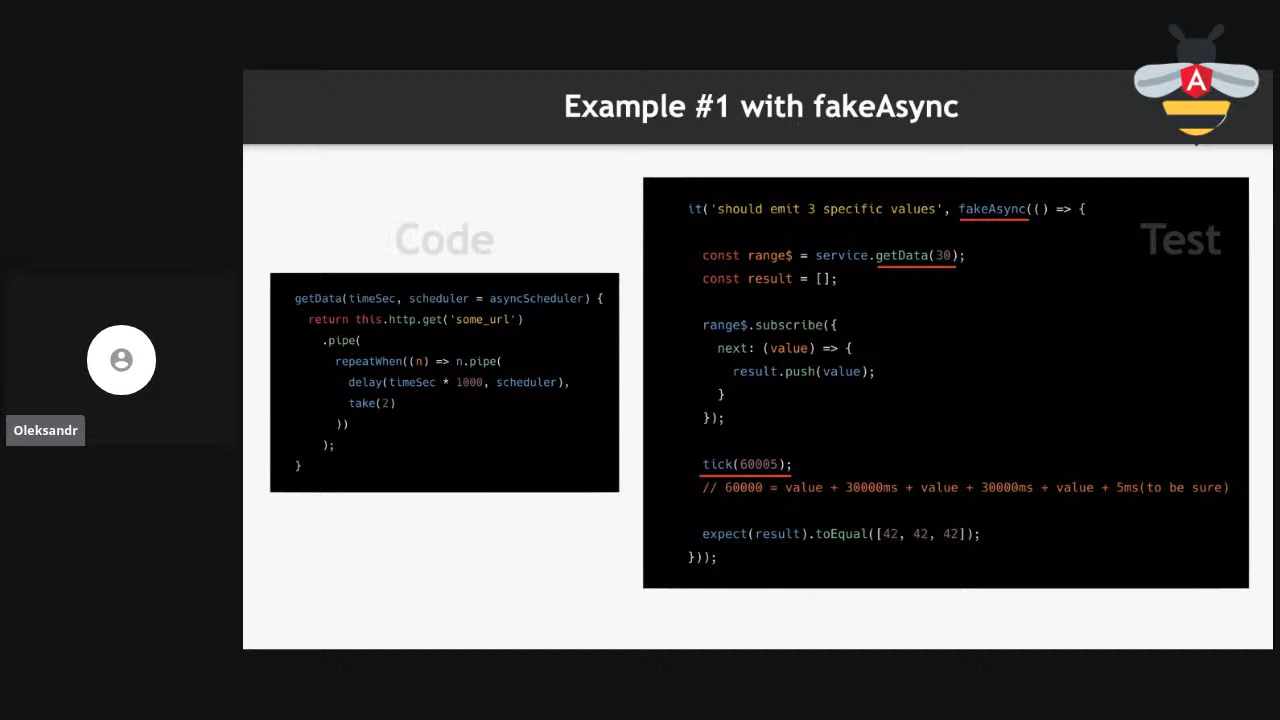 Example #1 with fakeAsync
A
Code
getData(timeSec, scheduler = asyncScheduler) {
return this.http.get('some_url')
.pipe(
repeatWhen((n) => n.pipe(
delay(timeSec * 1000, scheduler),
take(2)
))
);
}
Test
it('should emit 3 specific values', fakeAsync(() => {
const range$ = service.getData(30);
const result = [];
range$.subscribe({
next: (value) => {
result.push(value);
}
});
tick(60005);
// 60000 = value + 30000ms + value + 30000ms + value + 5ms(to be sure)
expect(result).toEqual([42, 42, 42]);
}));
Oleksandr